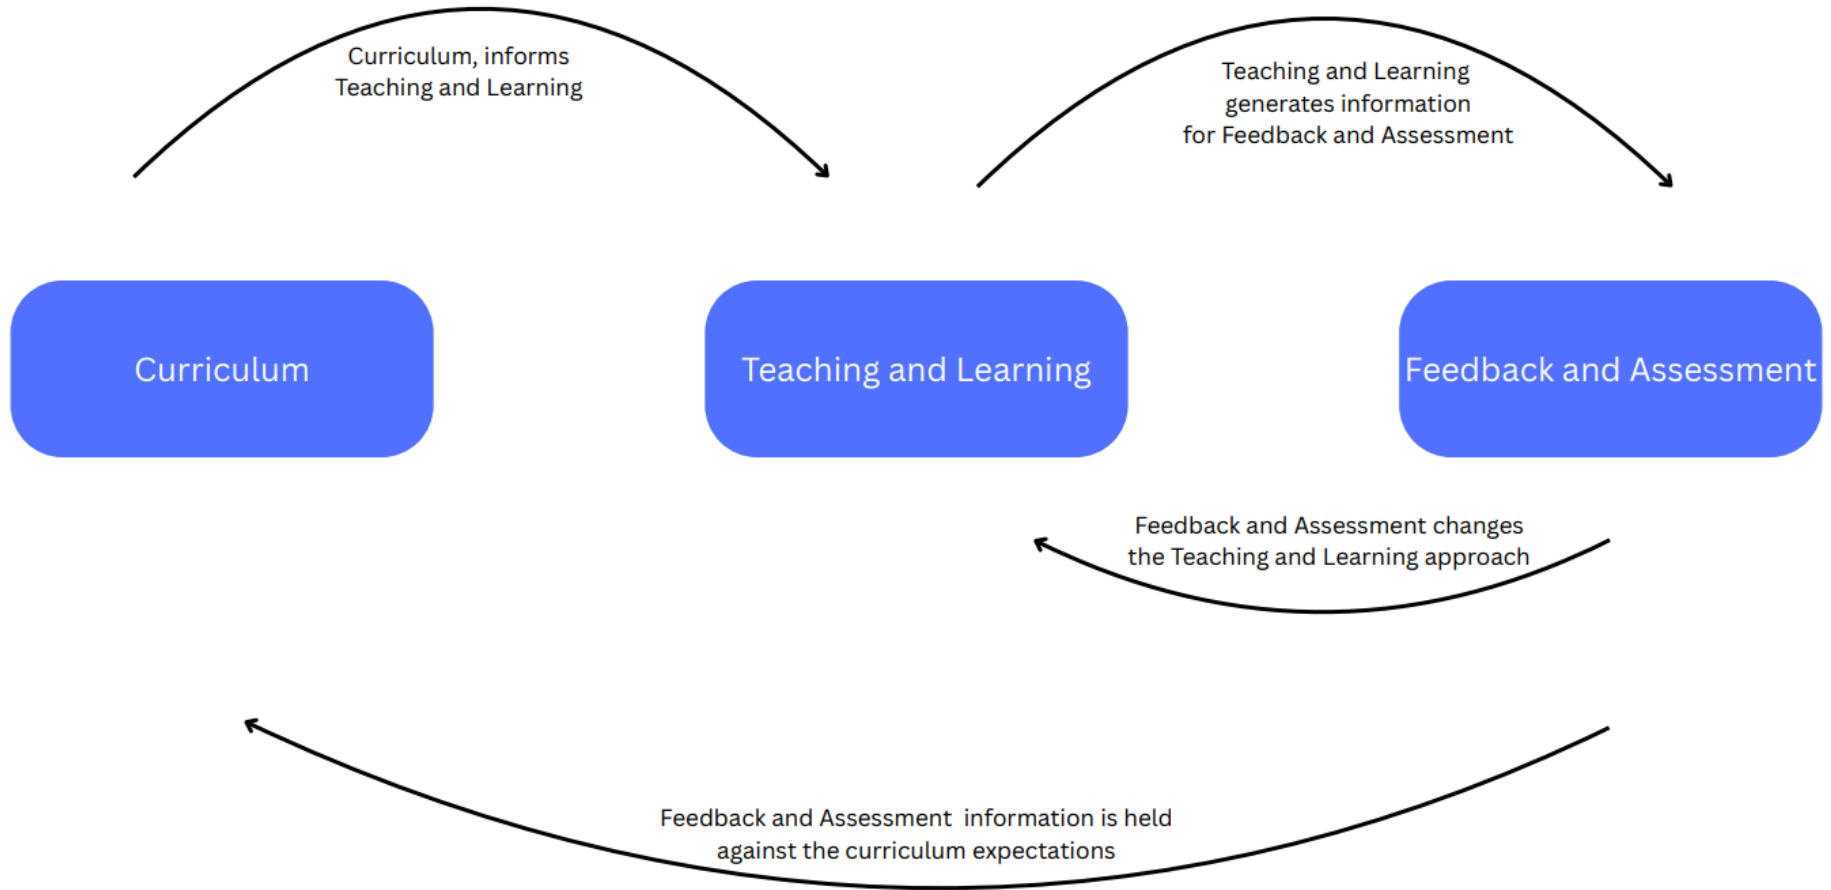 Curriculum, informs
Teaching and Learning
Teaching and Learning
generates information
for Feedback and Assessment
Curriculum
Teaching and Learning
Feedback and Assessment
Feedback and Assessment changes
the Teaching and Learning approach
Feedback and Assessment  information is held
against the curriculum expectations